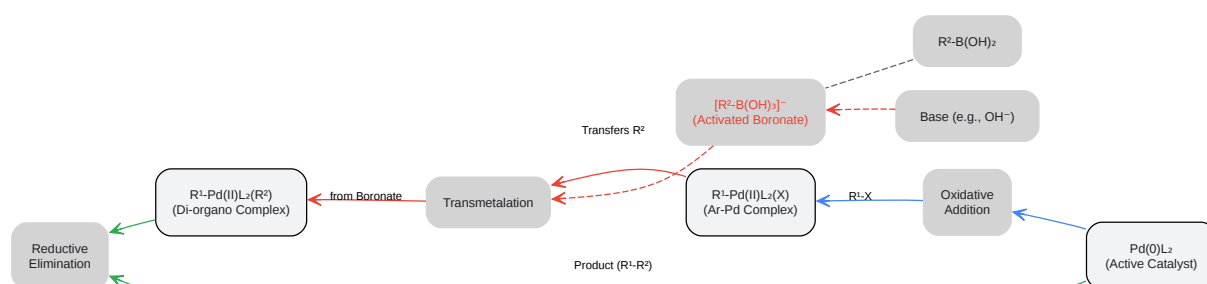 R²-B(OH)₂
[R²-B(OH)₃]⁻
(Activated Boronate)
Base (e.g., OH⁻)
Transfers R²
R¹-Pd(II)L₂(R²)
(Di-organo Complex)
from Boronate
Transmetalation
R¹-Pd(II)L₂(X)
(Ar-Pd Complex)
R¹-X
Oxidative
Addition
Reductive
Elimination
Product (R¹-R²)
Pd(0)L₂
(Active Catalyst)